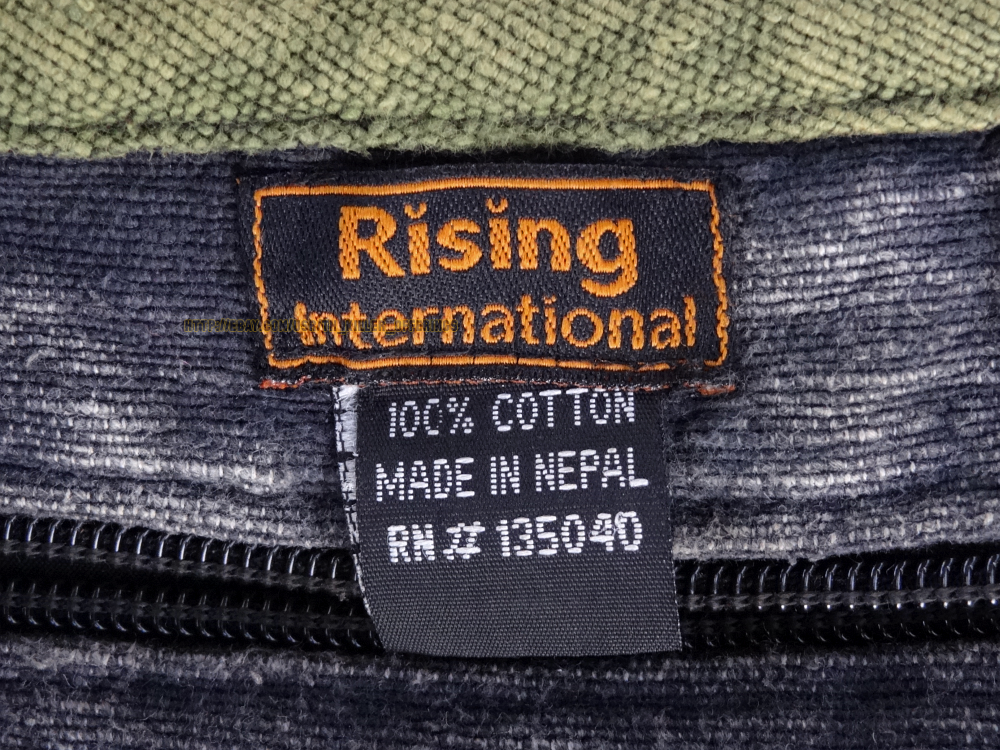 Rising
International
100% COTTON
MADE IN NEPAL
RN# 135040